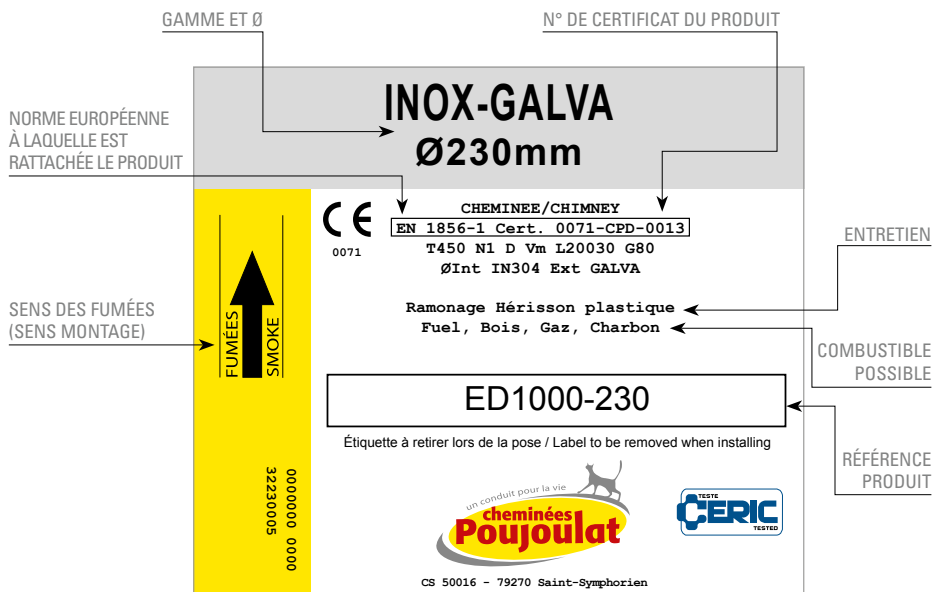 GAMME ET Ø
N° DE CERTIFICAT DU PRODUIT
INOX-GALVA
Ø230mm
NORME EUROPÉENNE
À LAQUELLE EST
RATTACHÉE LE PRODUIT
CE
0071
CHEMINEE/CHIMNEY
EN 1856-1 Cert. 0071-CPD-0013
T450 N1 D Vm L20030 G80
ØInt IN304 Ext GALVA
ENTRETIEN
Ramonage Hérisson plastique
Fuel, Bois, Gaz, Charbon
SENS DES FUMÉES
(SENS MONTAGE)
FUMÉES
SMOKE
COMBUSTIBLE
POSSIBLE
ED1000-230
Étiquette à retirer lors de la pose / Label to be removed when installing
RÉFÉRENCE
PRODUIT
0000000 0000
32230005
un conduit pour la vie
cheminées
Poujoulat
TESTE
CERIC
TESTED
CS 50016 - 79270 Saint-Symphorien